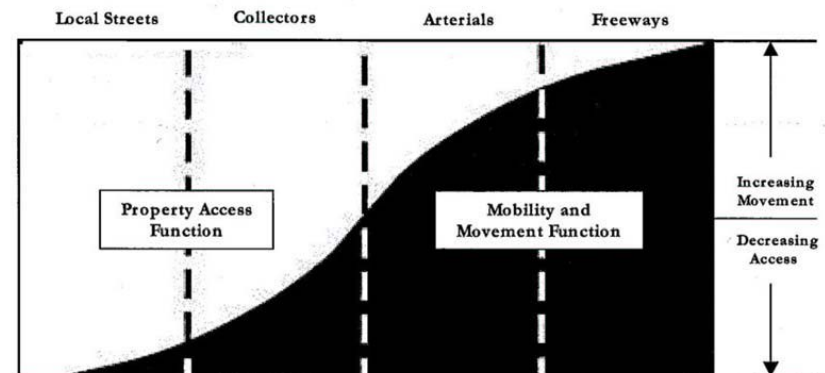 Local Streets
Collectors
Arterials
Freeways
Property Access
Function
Mobility and
Movement Function
Increasing
Movement
Decreasing
Access